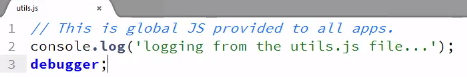 utils.js
1 // This is global JS provided to all apps.
2 console.log('logging from the utils.js file...');
3 debugger;